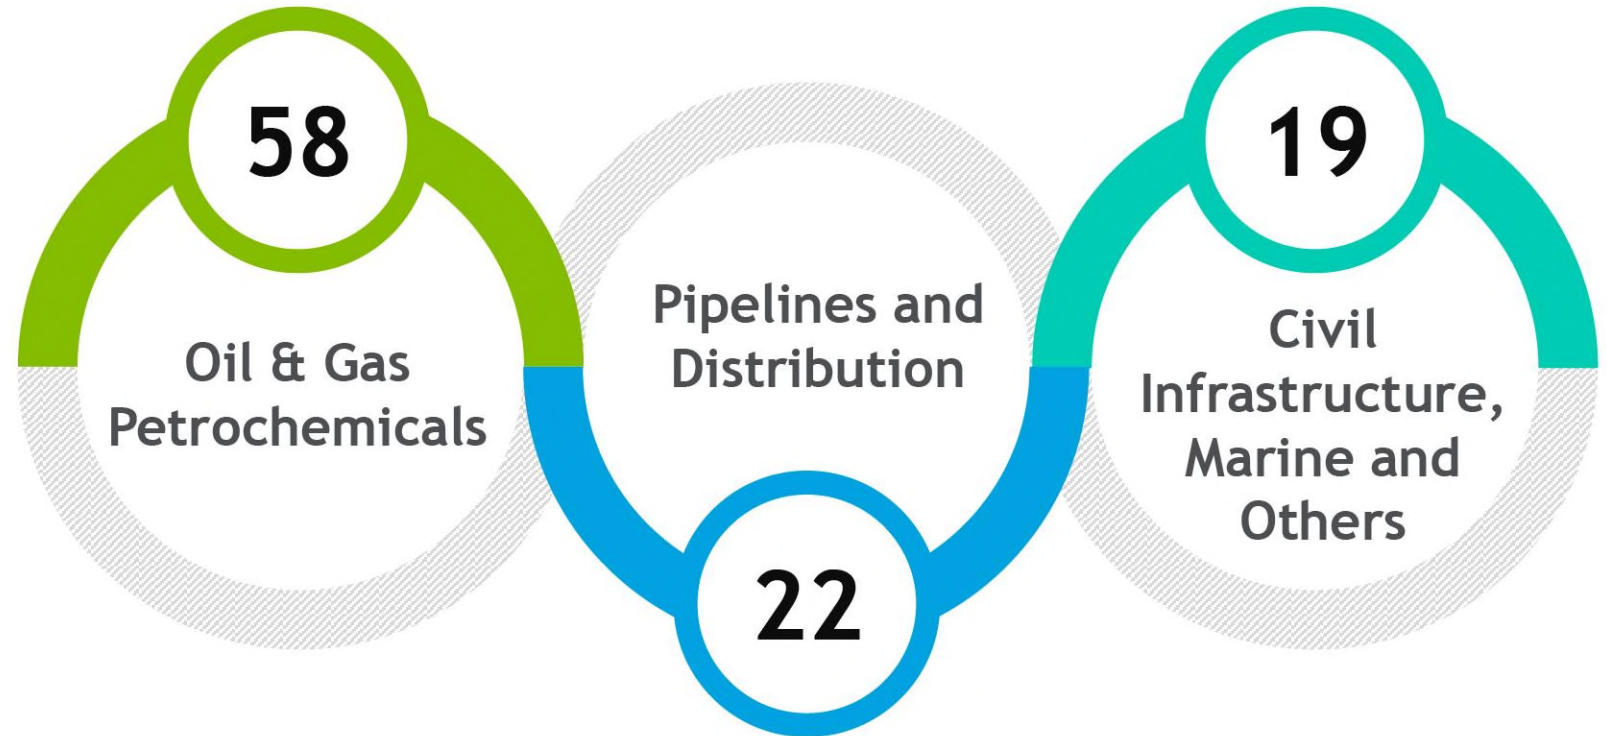 58
Oil & Gas
Petrochemicals
Pipelines and
Distribution
22
19
Civil
Infrastructure,
Marine and
Others